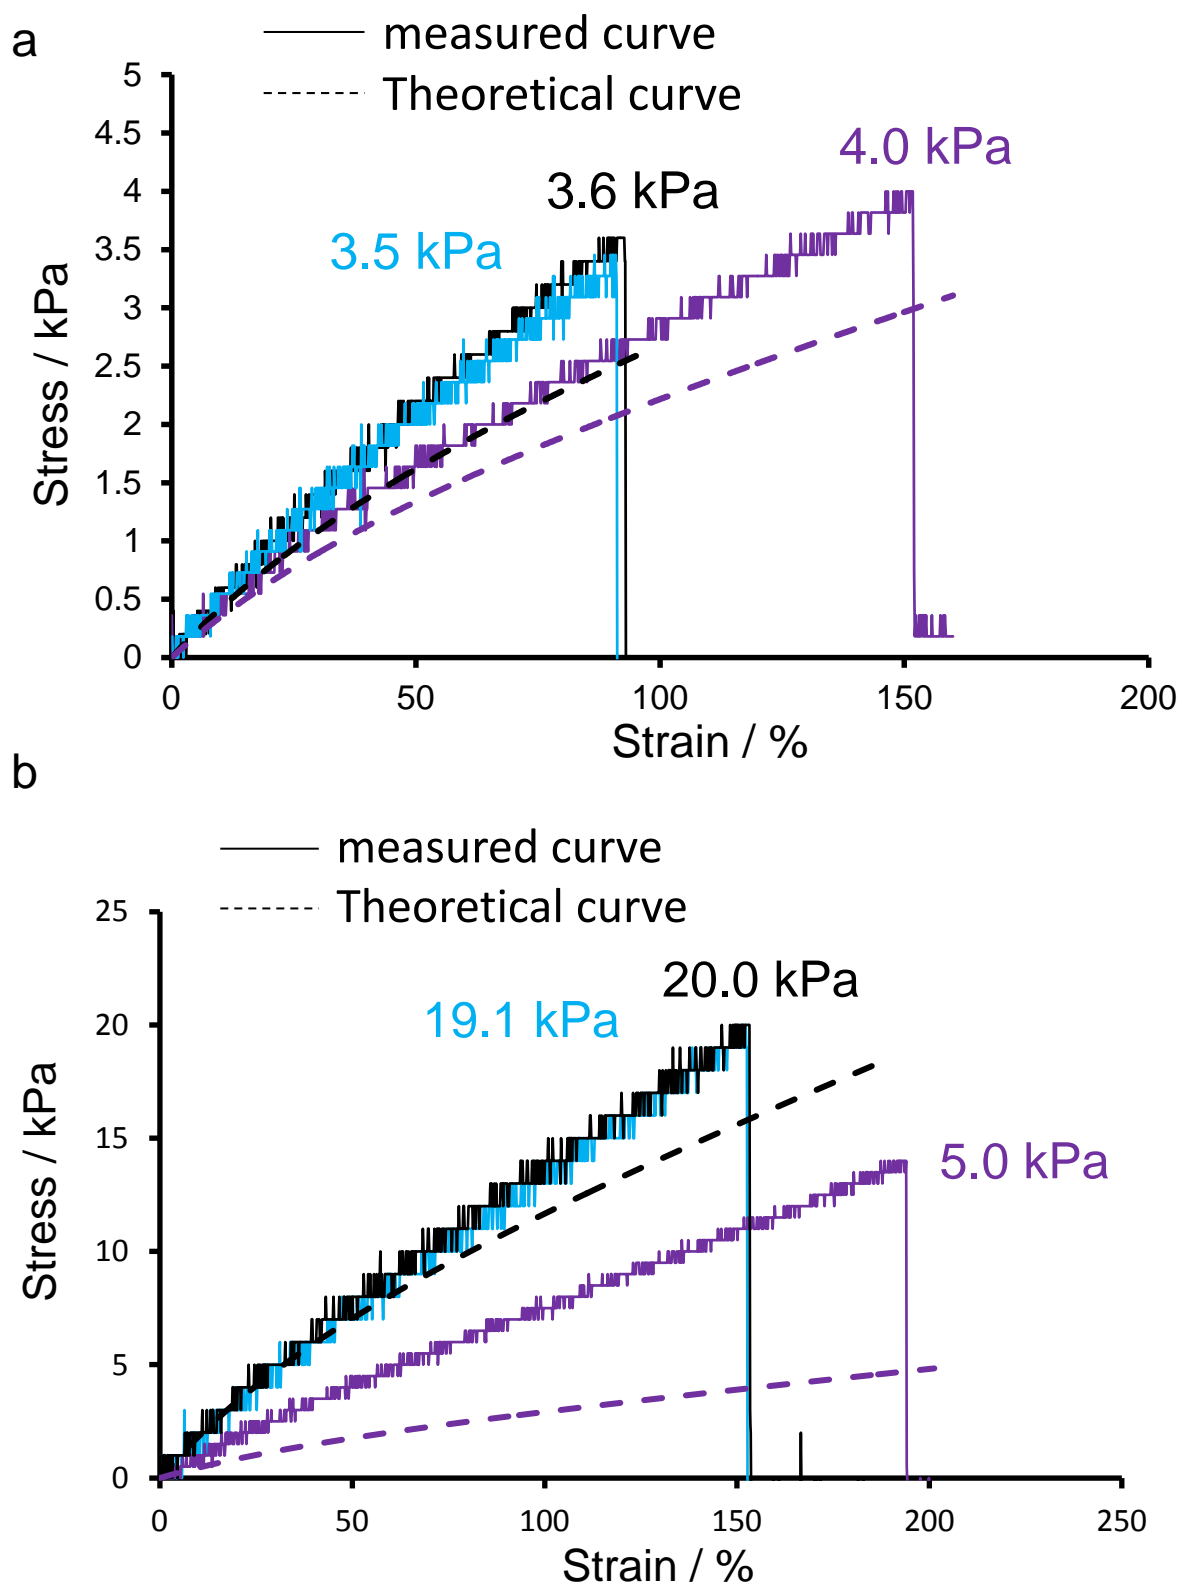 a
measured curve
Theoretical curve
5
4.5
4
3.5
3
2.5
2
1.5
1
0.5
0
Stress / kPa
3.5 kPa
3.6 kPa
4.0 kPa
0 50 100 150 200
Strain / %
b
measured curve
Theoretical curve
25
20
15
10
5
0
Stress / kPa
19.1 kPa
20.0 kPa
5.0 kPa
0 50 100 150 200 250
Strain / %